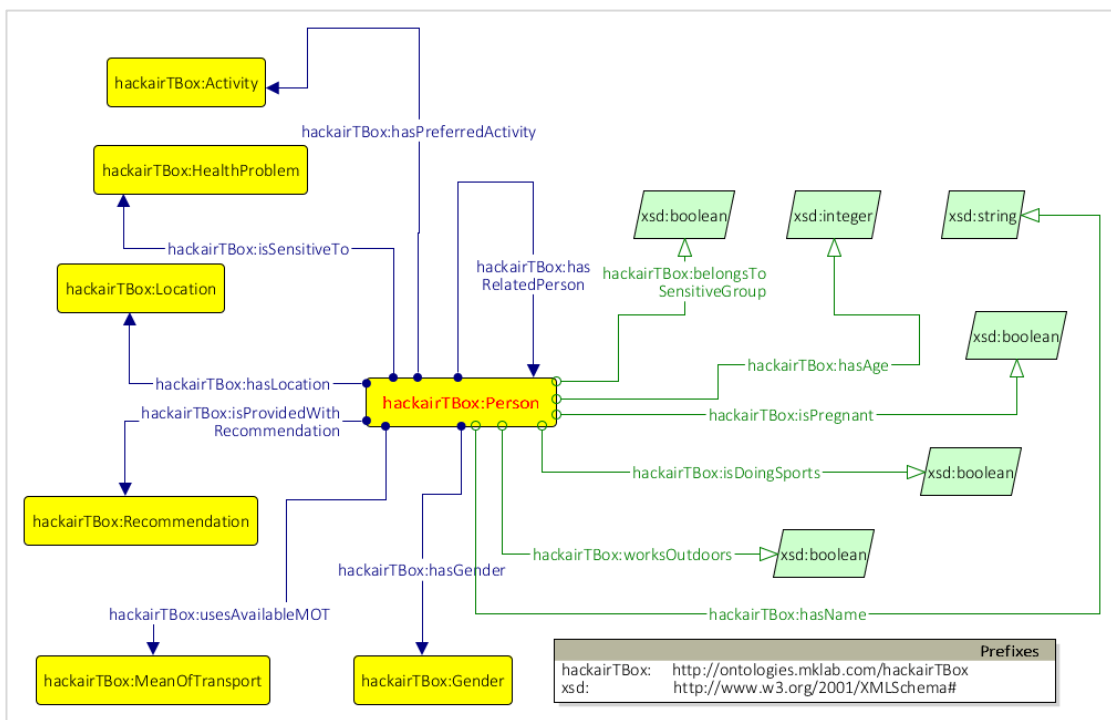 hackairTBox:Activity
hackairTBox:hasPreferredActivity
hackairTBox:HealthProblem
hackairTBox:isSensitiveTo
hackairTBox:has
RelatedPerson
xsd:boolean
xsd:integer
xsd:string
hackairTBox:belongsTo
SensitiveGroup
hackairTBox:Location
xsd:boolean
hackairTBox:hasLocation
hackairTBox:hasAge
hackairTBox:Person
hackairTBox:isProvidedWith
Recommendation
hackairTBox:isPregnant
hackairTBox:isDoingSports
xsd:boolean
hackairTBox:Recommendation
hackairTBox:worksOutdoors
xsd:boolean
hackairTBox:hasGender
hackairTBox:usesAvailableMOT
hackairTBox:hasName
hackairTBox:MeanOfTransport
hackairTBox:Gender
Prefixes
hackairTBox: http://ontologies.mklab.com/hackairTBox
xsd: http://www.w3.org/2001/XMLSchema#